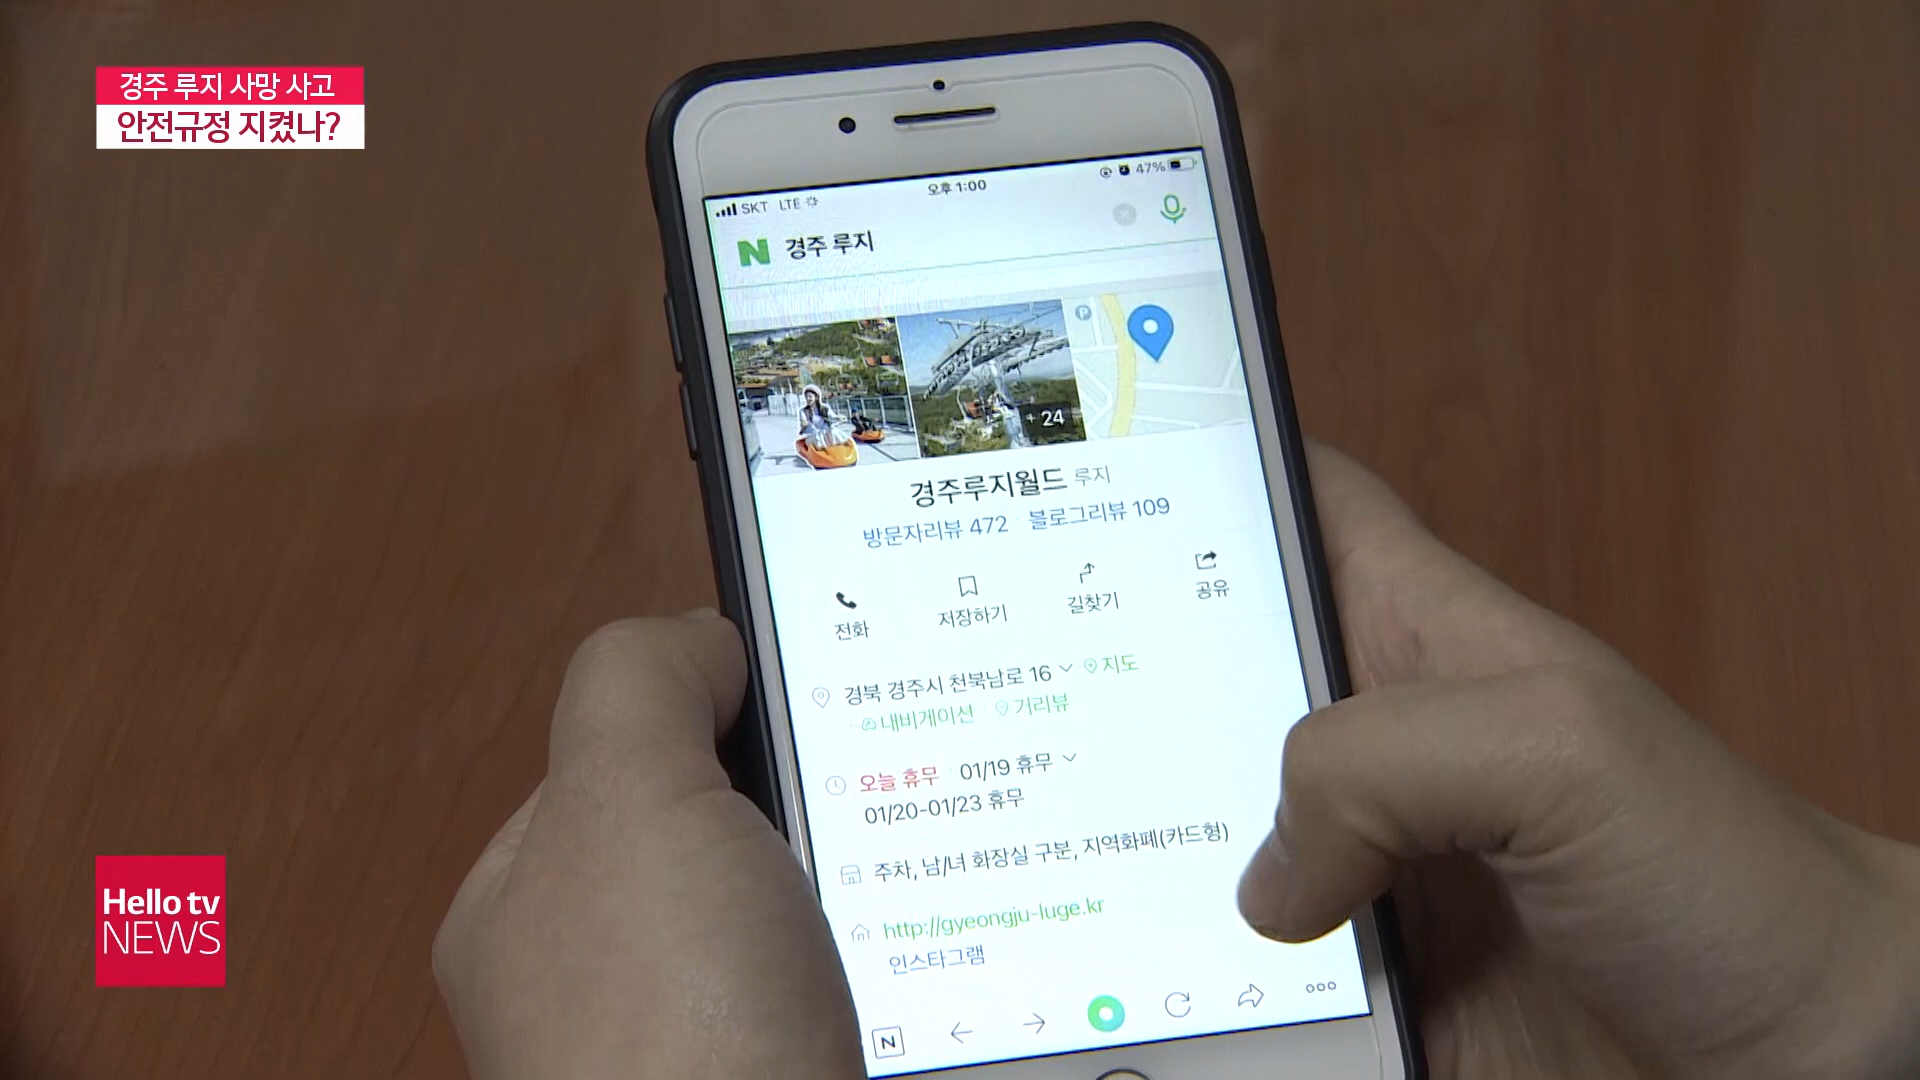 경주 루지 사망 사고
안전규정 지켰나?
SKT LTE
오후 1:00
47%
N 경주 루지
P
+ 24
경주루지월드 루지
방문자리뷰 472 · 블로그리뷰 109
전화 저장하기 길찾기 공유
경북 경주시 천북남로 16 지도
· 내비게이션 · 거리뷰
오늘 휴무 01/19 휴무
01/20-01/23 휴무
주차, 남/녀 화장실 구분, 지역화폐(카드형)
http://gyeongju-luge.kr
인스타그램
N
Hello tv
NEWS